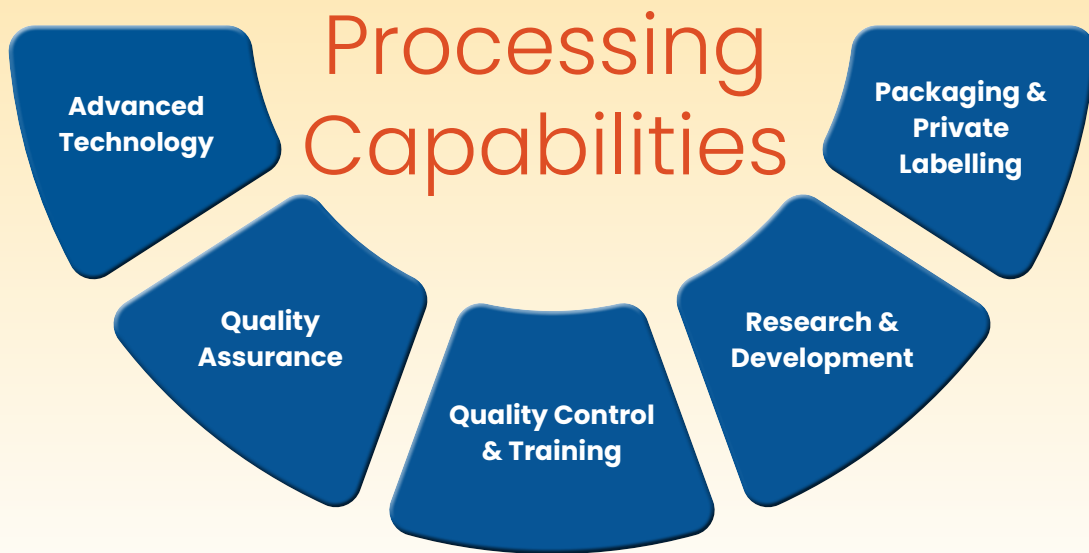 Processing
Capabilities
Advanced
Technology
Quality
Assurance
Quality Control
& Training
Research &
Development
Packaging &
Private
Labelling